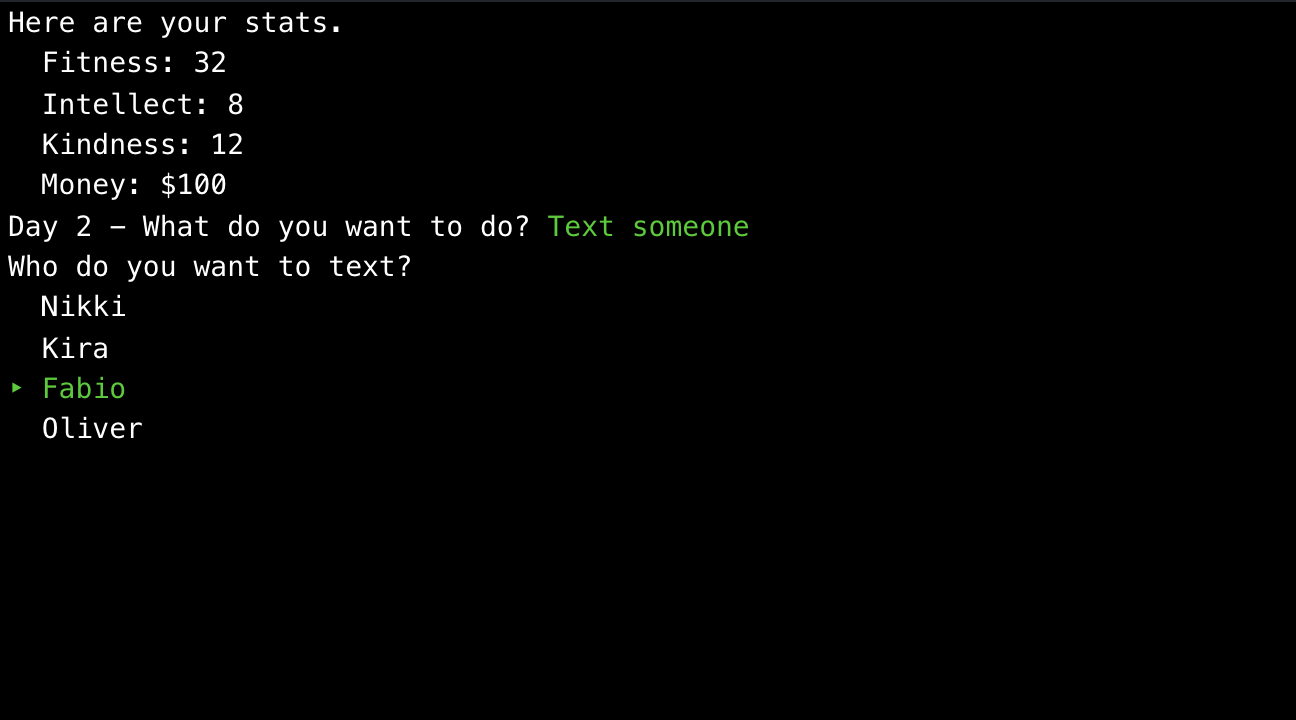 Here are your stats.
Fitness: 32
Intellect: 8
Kindness: 12
Money: $100
Day 2 – What do you want to do? Text someone
Who do you want to text?
Nikki
Kira
‣ Fabio
Oliver